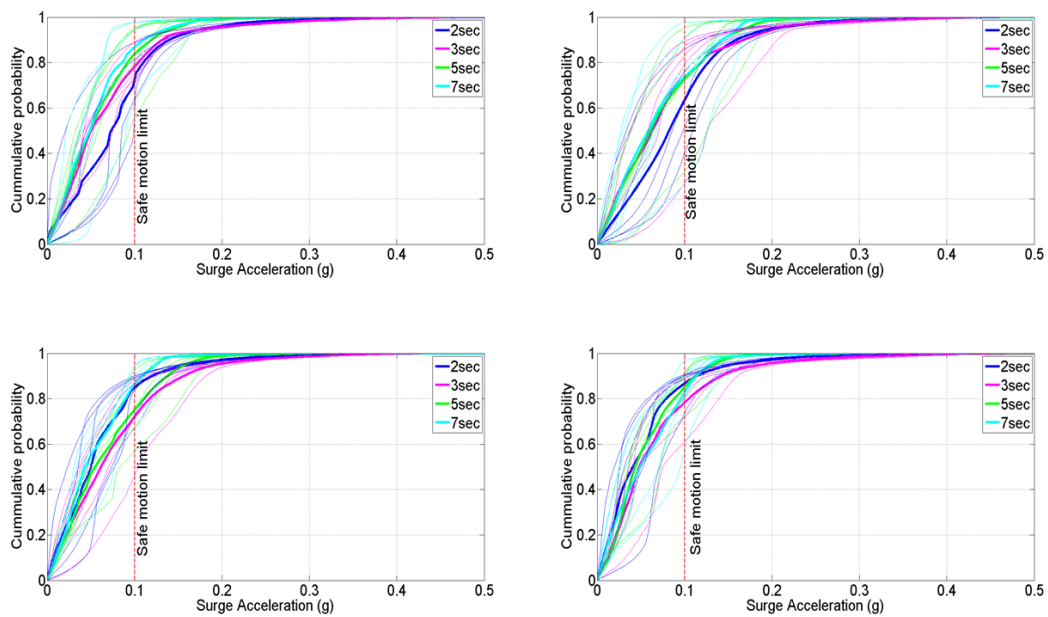 Cummulative probability
1
0.8
0.6
0.4
0.2
0
0 0.1 0.2 0.3 0.4 0.5
Surge Acceleration (g)
Safe motion limit
2sec
3sec
5sec
7sec
Cummulative probability
1
0.8
0.6
0.4
0.2
0
0 0.1 0.2 0.3 0.4 0.5
Surge Acceleration (g)
Safe motion limit
2sec
3sec
5sec
7sec
Cummulative probability
1
0.8
0.6
0.4
0.2
0
0 0.1 0.2 0.3 0.4 0.5
Surge Acceleration (g)
Safe motion limit
2sec
3sec
5sec
7sec
Cummulative probability
1
0.8
0.6
0.4
0.2
0
0 0.1 0.2 0.3 0.4 0.5
Surge Acceleration (g)
Safe motion limit
2sec
3sec
5sec
7sec